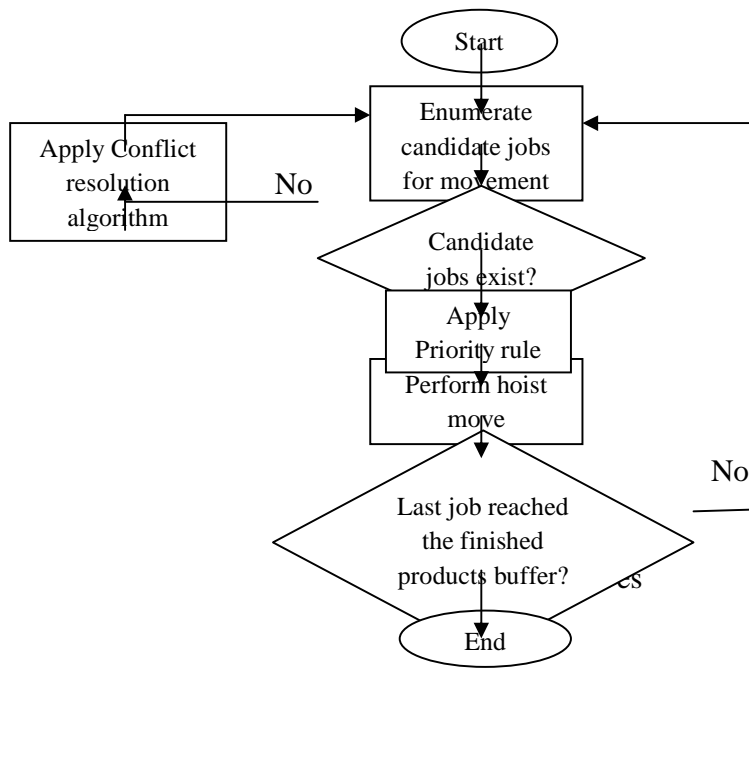 Start
Enumerate
candidate jobs
for movement
Apply Conflict
resolution
algorithm
No
Candidate
jobs exist?
Apply
Priority rule
Perform hoist
move
No
Last job reached
the finished
products buffer?
End